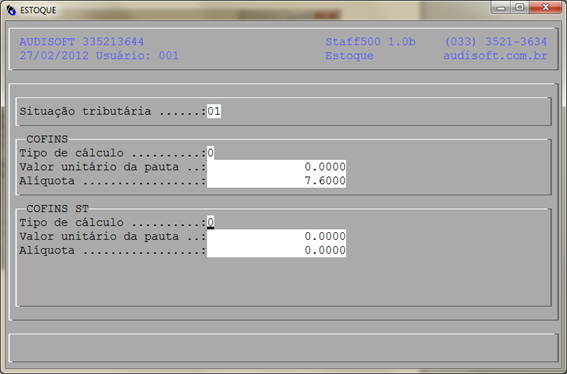 ESTOQUE
AUDISOFT 335213644 Staff500 1.0b (033) 3521-3634
27/02/2012 Usuário: 001 Estoque audisoft.com.br
Situação tributária ......:01
COFINS
Tipo de cálculo ..........:0
Valor unitário da pauta ..: 0.0000
Alíquota .................: 7.6000
COFINS ST
Tipo de cálculo ..........:0
Valor unitário da pauta ..: 0.0000
Alíquota .................: 0.0000